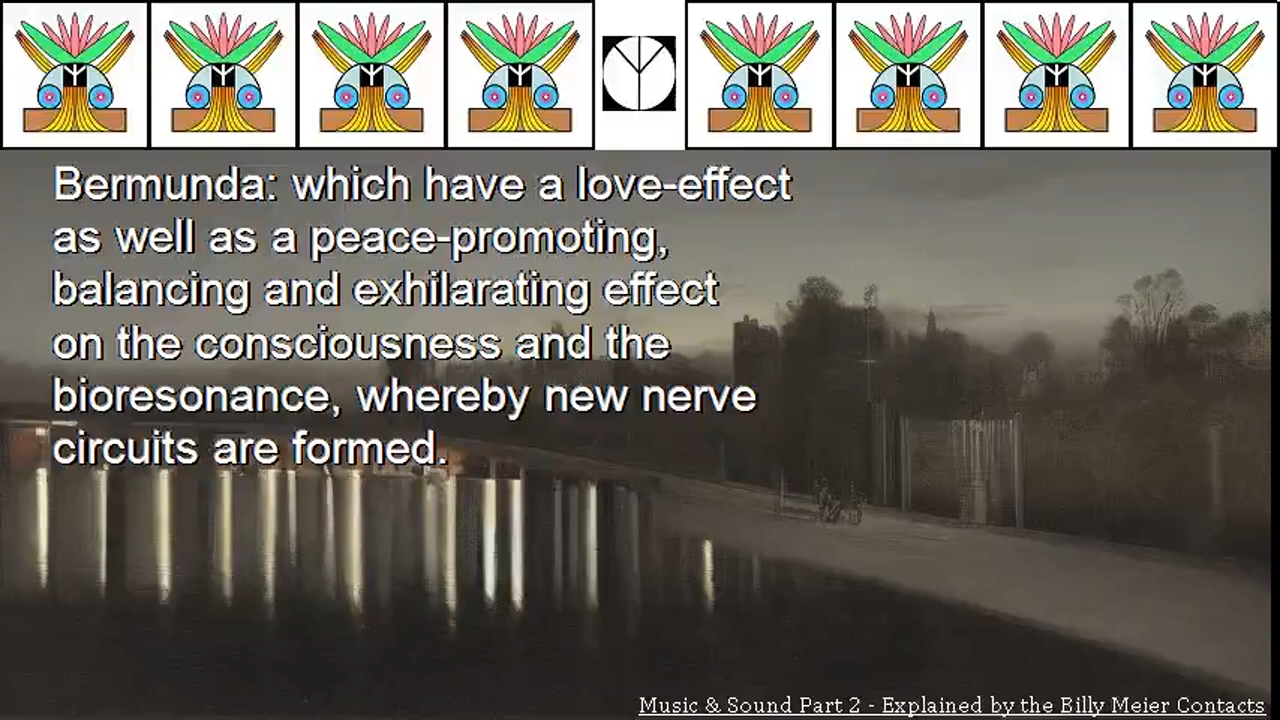 Bermunda: which have a love-effect
as well as a peace-promoting,
balancing and exhilarating effect
on the consciousness and the
bioresonance, whereby new nerve
circuits are formed.
Music & Sound Part 2 - Explained by the Billy Meier Contacts